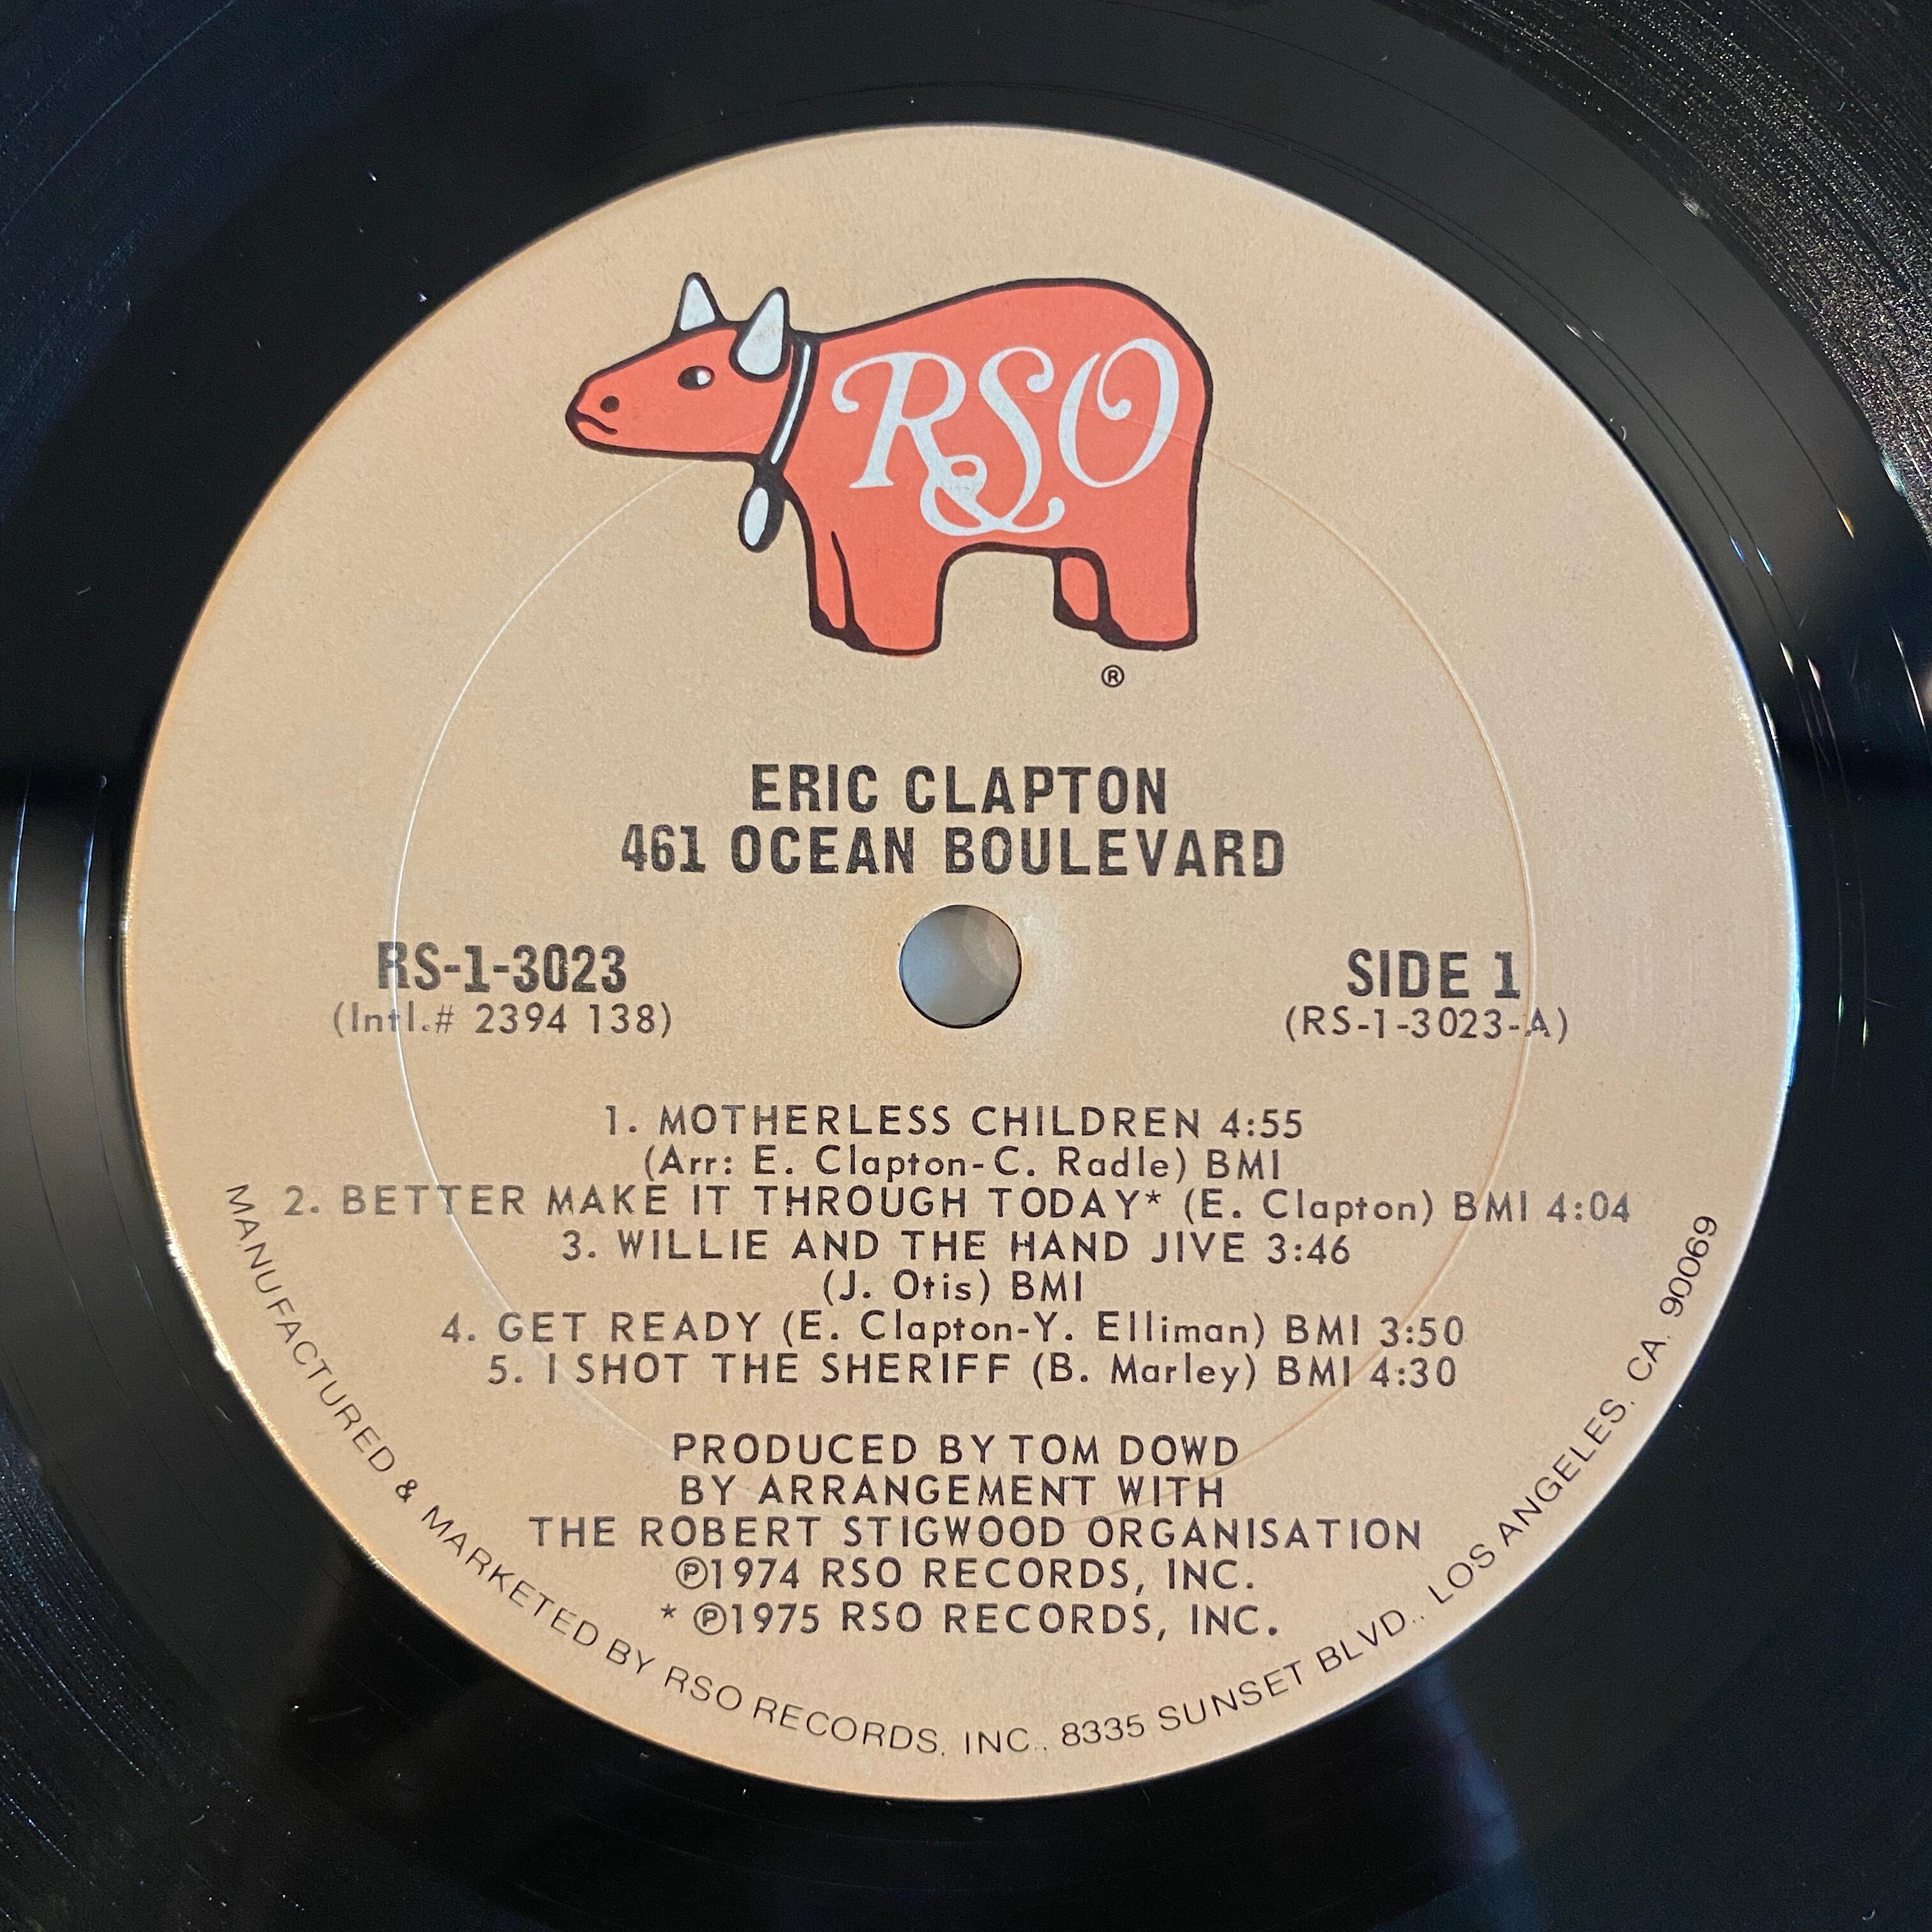 RSO
®
ERIC CLAPTON
461 OCEAN BOULEVARD
RS-1-3023
(Intl.# 2394 138)
SIDE 1
(RS-1-3023-A)
1. MOTHERLESS CHILDREN 4:55
(Arr: E. Clapton-C. Radle) BMI
2. BETTER MAKE IT THROUGH TODAY* (E. Clapton) BMI 4:04
3. WILLIE AND THE HAND JIVE 3:46
(J. Otis) BMI
4. GET READY (E. Clapton-Y. Elliman) BMI 3:50
5. I SHOT THE SHERIFF (B. Marley) BMI 4:30
PRODUCED BY TOM DOWD
BY ARRANGEMENT WITH
THE ROBERT STIGWOOD ORGANISATION
℗1974 RSO RECORDS, INC.
* ℗1975 RSO RECORDS, INC.
MANUFACTURED & MARKETED BY RSO RECORDS, INC., 8335 SUNSET BLVD., LOS ANGELES, CA. 90069